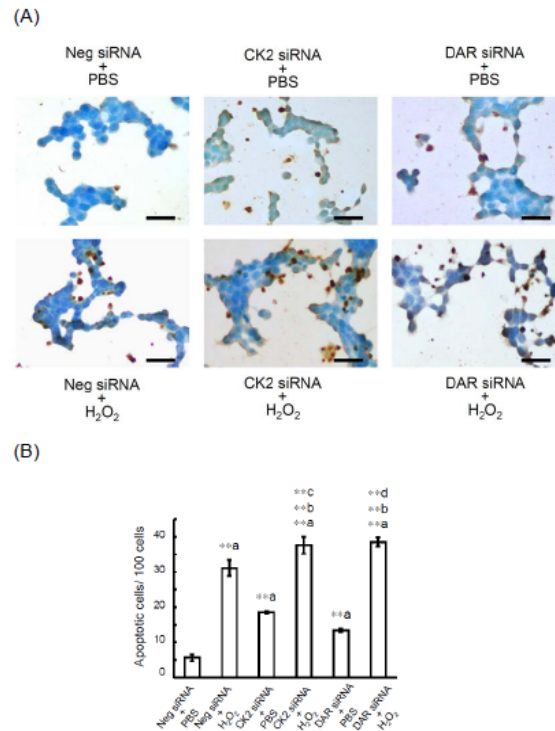 (A)
Neg siRNA
+
PBS
CK2 siRNA
+
PBS
DAR siRNA
+
PBS
Neg siRNA
+
H₂O₂
CK2 siRNA
+
H₂O₂
DAR siRNA
+
H₂O₂
(B)
Apoptotic cells/ 100 cells
40
30
20
10
0
**a
**a
**c
**b
**a
**a
**d
**b
**a
Neg siRNA
+
PBS
Neg siRNA
+
H₂O₂
CK2 siRNA
+
PBS
CK2 siRNA
+
H₂O₂
DAR siRNA
+
PBS
DAR siRNA
+
H₂O₂